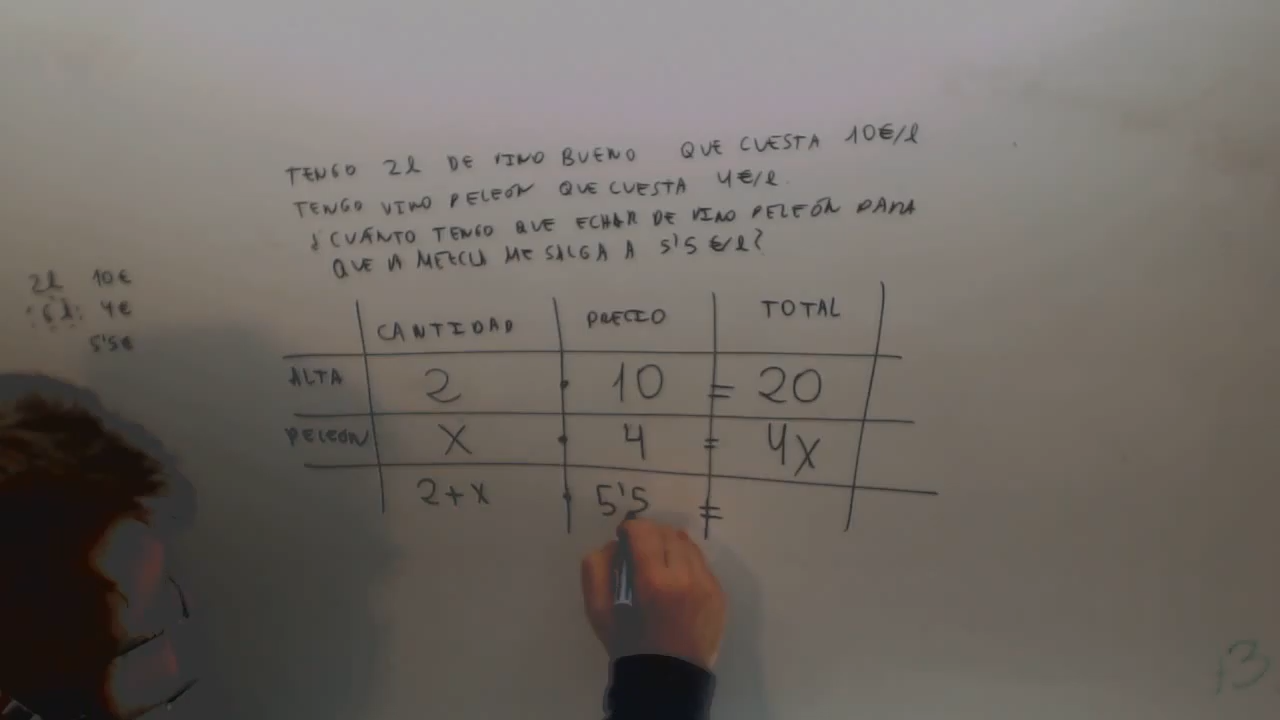 TENGO 2l DE VINO BUENO QUE CUESTA 10€/l
TENGO VINO PELEÓN QUE CUESTA 4€/l.
¿CUÁNTO TENGO QUE ECHAR DE VINO PELEÓN PARA
QUE LA MEZCLA ME SALGA A 5'5 €/l?
2l 10€
4€
5'5€
CANTIDAD PRECIO TOTAL
ALTA 2 · 10 = 20
PELEÓN X · 4 = 4X
2+X · 5'5 =